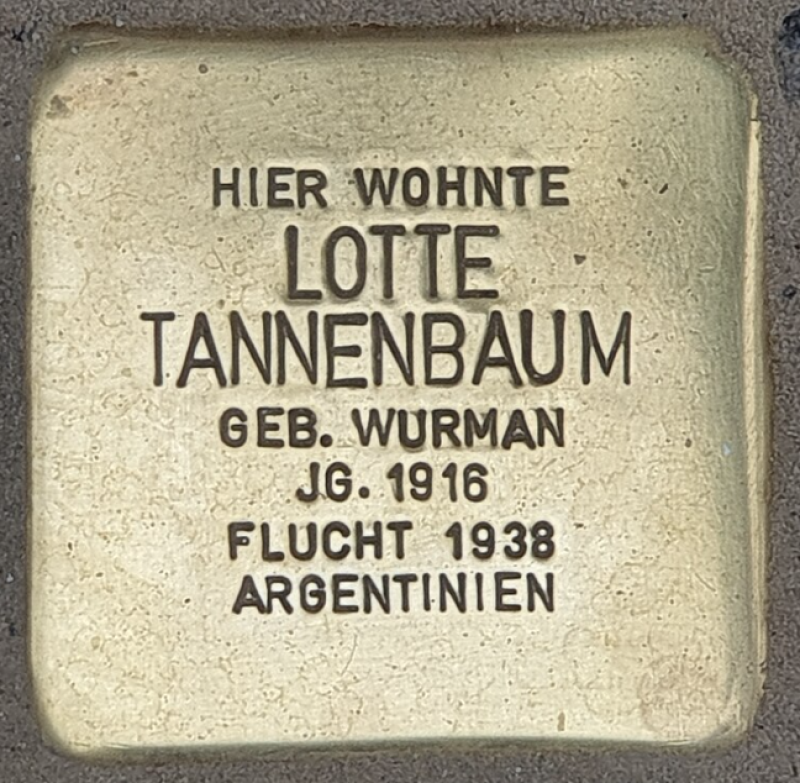 HIER WOHNTE
LOTTE
TANNENBAUM
GEB. WURMAN
JG. 1916
FLUCHT 1938
ARGENTINIEN